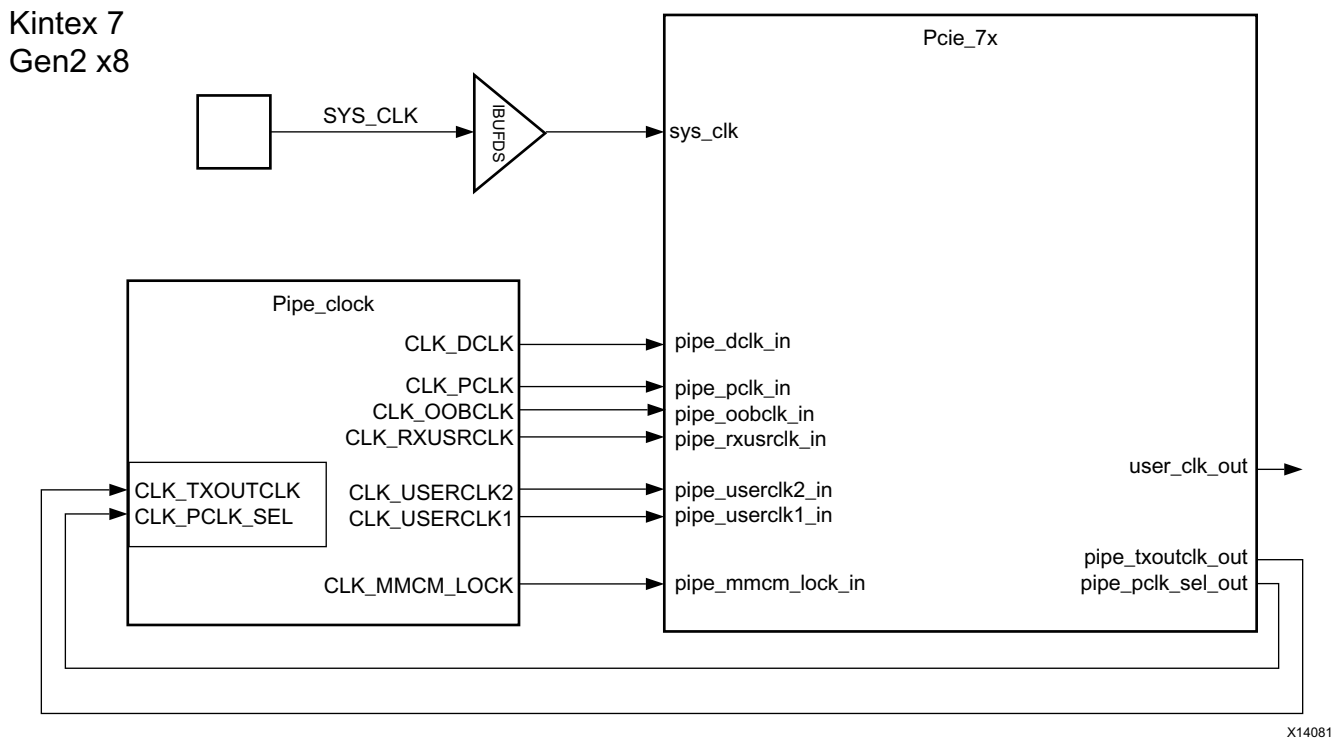 Kintex 7
Gen2 x8
Pcie_7x
SYS_CLK
IBUFDS
sys_clk
Pipe_clock
CLK_DCLK
pipe_dclk_in
CLK_PCLK
pipe_pclk_in
CLK_OOBCLK
pipe_oobclk_in
CLK_RXUSRCLK
pipe_rxusrclk_in
user_clk_out
CLK_TXOUTCLK
CLK_USERCLK2
pipe_userclk2_in
CLK_PCLK_SEL
CLK_USERCLK1
pipe_userclk1_in
pipe_txoutclk_out
CLK_MMCM_LOCK
pipe_mmcm_lock_in
pipe_pclk_sel_out
X14081